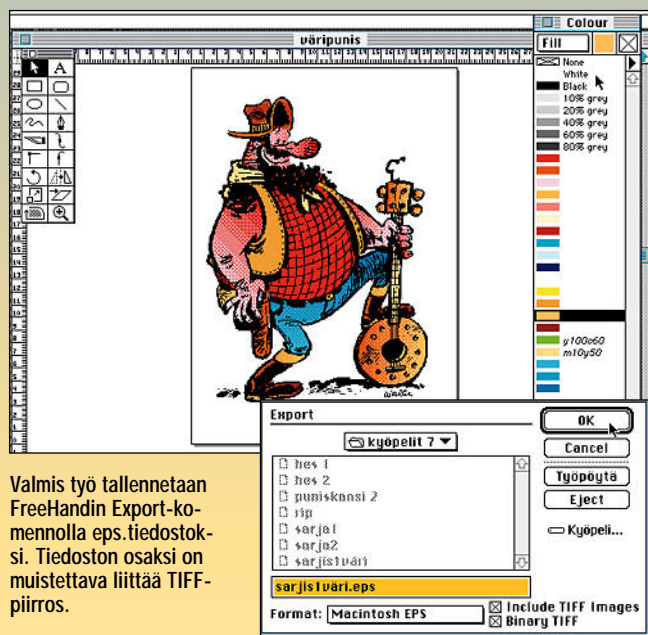 Colour
väripunis
Fill
None
White
Black
10% grey
20% grey
40% grey
60% grey
80% grey
A
y100o60
m10y50
Export
kyöpelit 7
hes 1
hes 2
puniskansi 2
rip
sarja1
sarja2
sarjis1väri
sarjis1väri.eps
Format: Macintosh EPS
OK
Cancel
Työpöytä
Eject
Kyöpeli...
Include TIFF Images
Binary TIFF
Valmis työ tallennetaan
FreeHandin Export-ko-
mennolla eps.tiedostok-
si. Tiedoston osaksi on
muistettava liittää TIFF-
piirros.